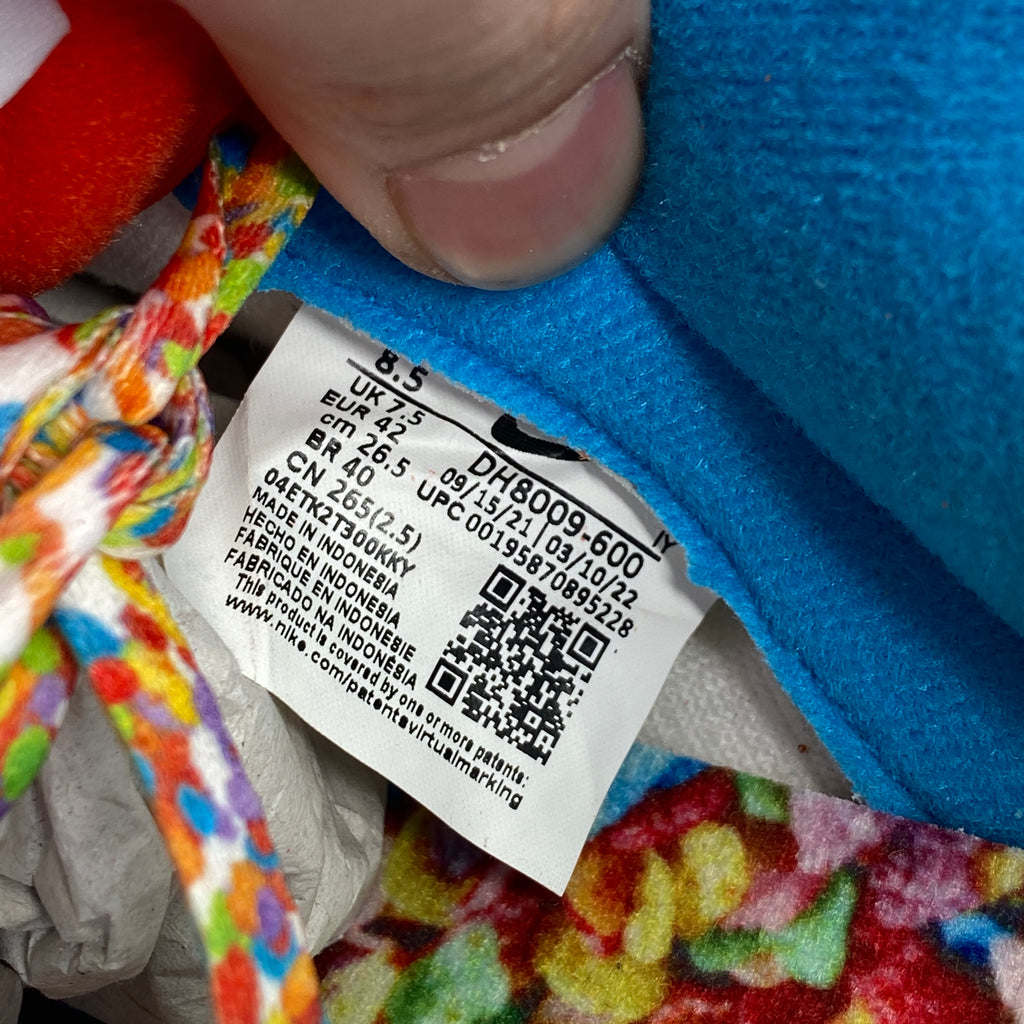 8.5
UK 7.5
EUR 42
cm 26.5
BR 40
CN 265(2.5)
04ETK2T300KKY
IY
DH8009-600
09/15/21 | 03/10/22
UPC 00195870895228
MADE IN INDONESIA
HECHO EN INDONESIA
FABRIQUE EN INDONESIE
FABRICADO NA INDONÉSIA
This product is covered by one or more patents:
www.nike.com/patentsvirtualmarking